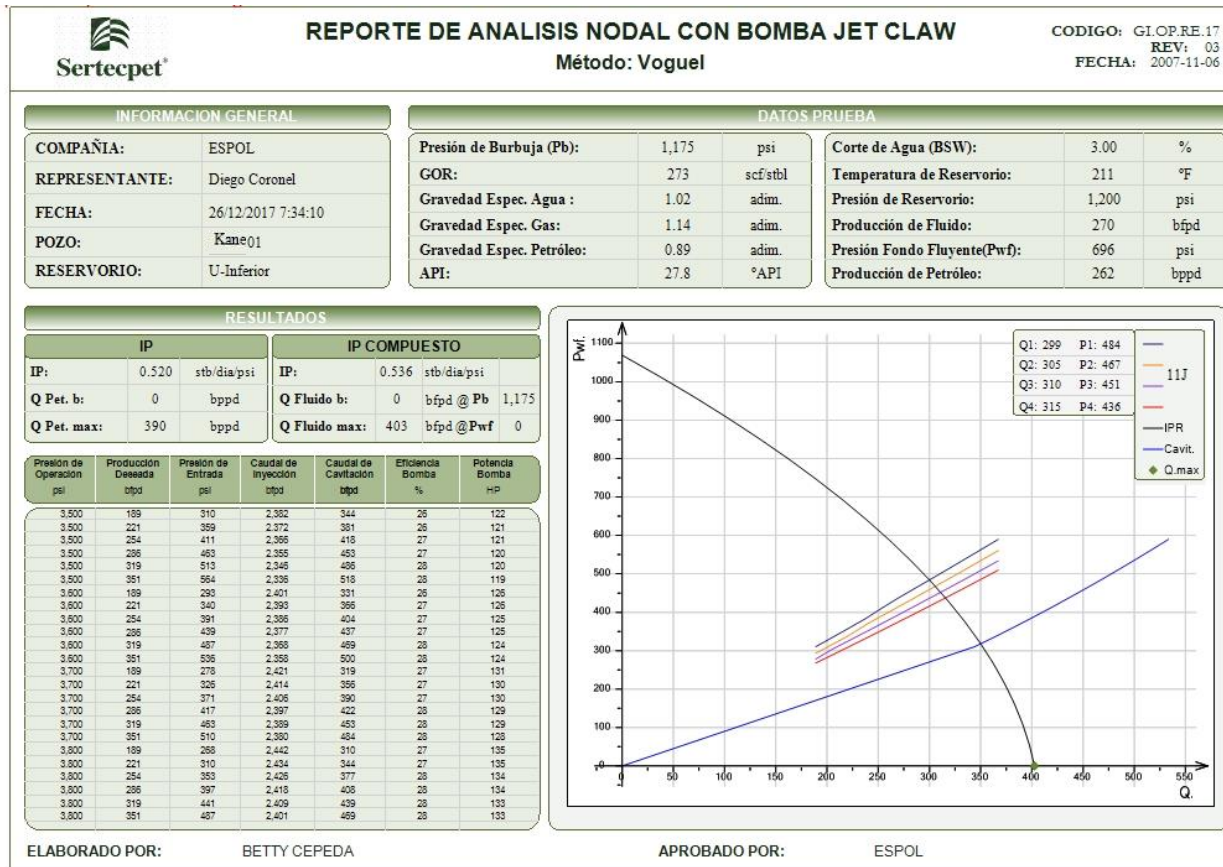 Sertecpet®
REPORTE DE ANALISIS NODAL CON BOMBA JET CLAW
Método: Voguel
CODIGO: GI.OP.RE.17
REV: 03
FECHA: 2007-11-06
INFORMACION GENERAL
COMPAÑIA: ESPOL
REPRESENTANTE: Diego Coronel
FECHA: 26/12/2017 7:34:10
POZO: Kane01
RESERVORIO: U-Inferior
DATOS PRUEBA
Presión de Burbuja (Pb): 1,175 psi
GOR: 273 scf/stbl
Gravedad Espec. Agua : 1.02 adim.
Gravedad Espec. Gas: 1.14 adim.
Gravedad Espec. Petróleo: 0.89 adim.
API: 27.8 °API
Corte de Agua (BSW): 3.00 %
Temperatura de Reservorio: 211 °F
Presión de Reservorio: 1,200 psi
Producción de Fluido: 270 bfpd
Presión Fondo Fluyente(Pwf): 696 psi
Producción de Petróleo: 262 bppd
RESULTADOS
IP
IP: 0.520 stb/dia/psi
Q Pet. b: 0 bppd
Q Pet. max: 390 bppd
IP COMPUESTO
IP: 0.536 stb/dia/psi
Q Fluido b: 0 bfpd @ Pb 1,175
Q Fluido max: 403 bfpd @Pwf 0
Presión de Operación psi Producción Deseada bfpd Presión de Entrada psi Caudal de Inyección bfpd Caudal de Cavitación bfpd Eficiencia Bomba % Potencia Bomba HP
3,500 189 310 2,382 344 26 122
3,500 221 359 2,372 381 26 121
3,500 254 411 2,366 418 27 121
3,500 286 463 2,355 453 27 120
3,500 319 513 2,346 486 28 120
3,500 351 564 2,336 518 28 119
3,600 189 293 2,401 331 26 126
3,600 221 340 2,393 366 27 126
3,600 254 391 2,386 404 27 125
3,600 286 439 2,377 437 27 125
3,600 319 487 2,368 469 28 124
3,600 351 536 2,358 500 28 124
3,700 189 278 2,421 319 27 131
3,700 221 326 2,414 356 27 130
3,700 254 371 2,406 390 27 130
3,700 286 417 2,397 422 28 129
3,700 319 463 2,389 453 28 129
3,700 351 510 2,380 484 28 128
3,800 189 268 2,442 310 27 135
3,800 221 310 2,434 344 27 135
3,800 254 353 2,426 377 28 134
3,800 286 397 2,418 408 28 134
3,800 319 441 2,409 439 28 133
3,800 351 487 2,401 469 28 133
Pwf.
1100
1000
900
800
700
600
500
400
300
200
100
0
0 50 100 150 200 250 300 350 400 450 500 550
Q.
Q1: 299 P1: 484
Q2: 305 P2: 467
Q3: 310 P3: 451
Q4: 315 P4: 436
11J
IPR
Cavit.
Q.max
ELABORADO POR: BETTY CEPEDA
APROBADO POR: ESPOL